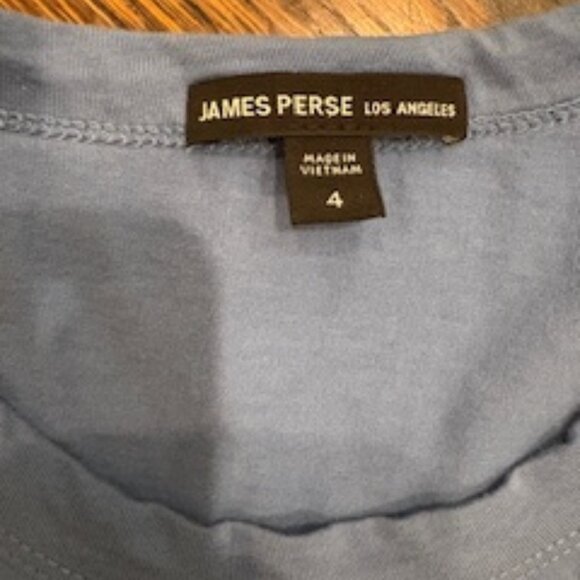 JAMES PERSE LOS ANGELES
MADE IN
VIETNAM
4